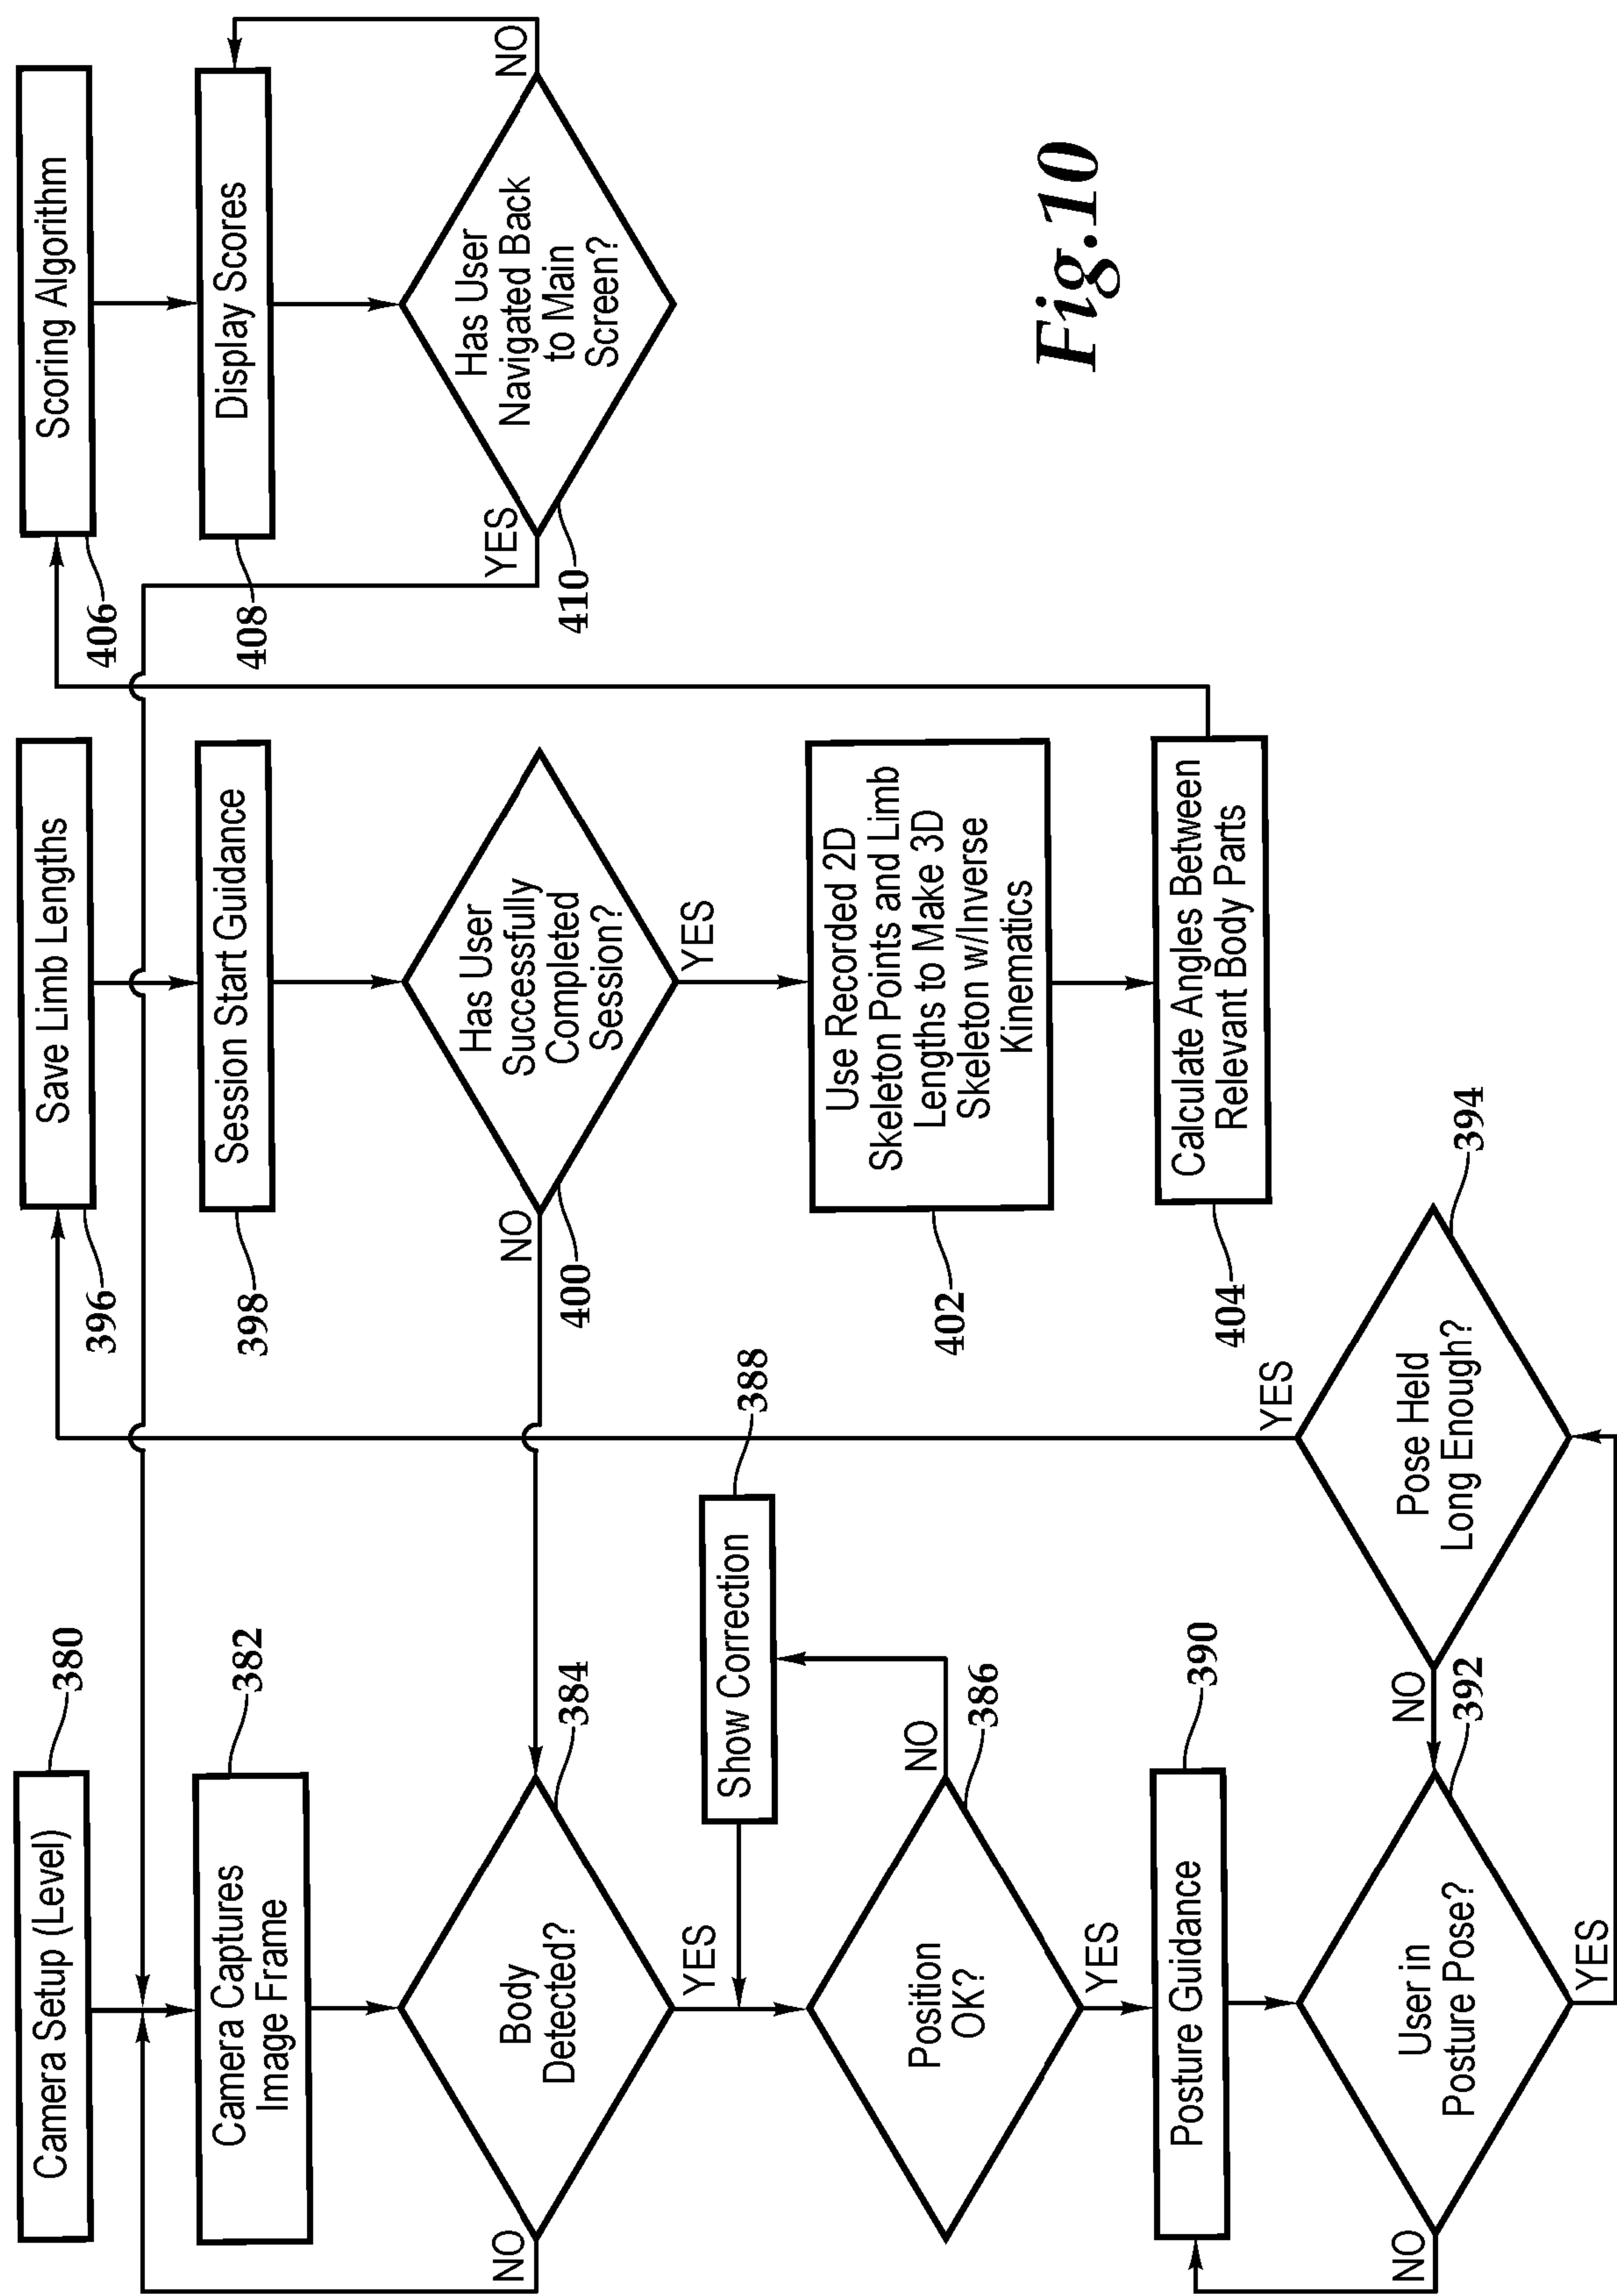 Camera Setup (Level)
380
Camera Captures
Image Frame
382
Body
Detected?
384
NO
YES
Show Correction
388
Position
OK?
386
NO
YES
Posture Guidance
390
User in
Posture Pose?
392
NO
YES
Pose Held
Long Enough?
394
NO
YES
Save Limb Lengths
396
Session Start Guidance
398
Has User
Successfully
Completed
Session?
400
NO
YES
Use Recorded 2D
Skeleton Points and Limb
Lengths to Make 3D
Skeleton w/Inverse
Kinematics
402
Calculate Angles Between
Relevant Body Parts
404
Scoring Algorithm
406
Display Scores
408
Has User
Navigated Back
to Main
Screen?
410
YES
NO
Fig.10